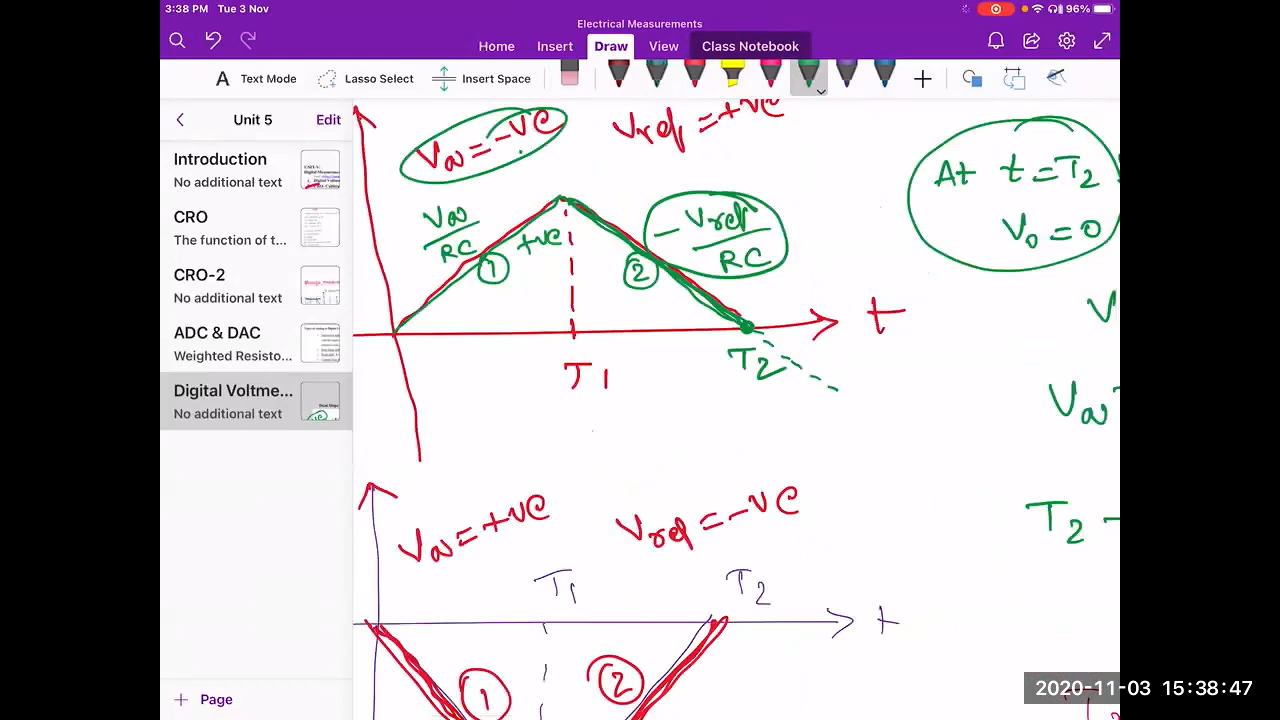 3:38 PM Tue 3 Nov
96%
Electrical Measurements
Home Insert Draw View Class Notebook
A Text Mode Lasso Select Insert Space
Unit 5 Edit
Introduction
No additional text
CRO
The function of t...
CRO-2
No additional text
ADC & DAC
Weighted Resisto...
Digital Voltme...
No additional text
+ Page
Va = -ve
Vref = +ve
Va/RC
+ve
①
②
-Vref/RC
T1
T2
t
At t = T2
Vo = 0
V
Va
T2 -
Va = +ve
Vref = -ve
T1
T2
t
①
②
2020-11-03 15:38:47